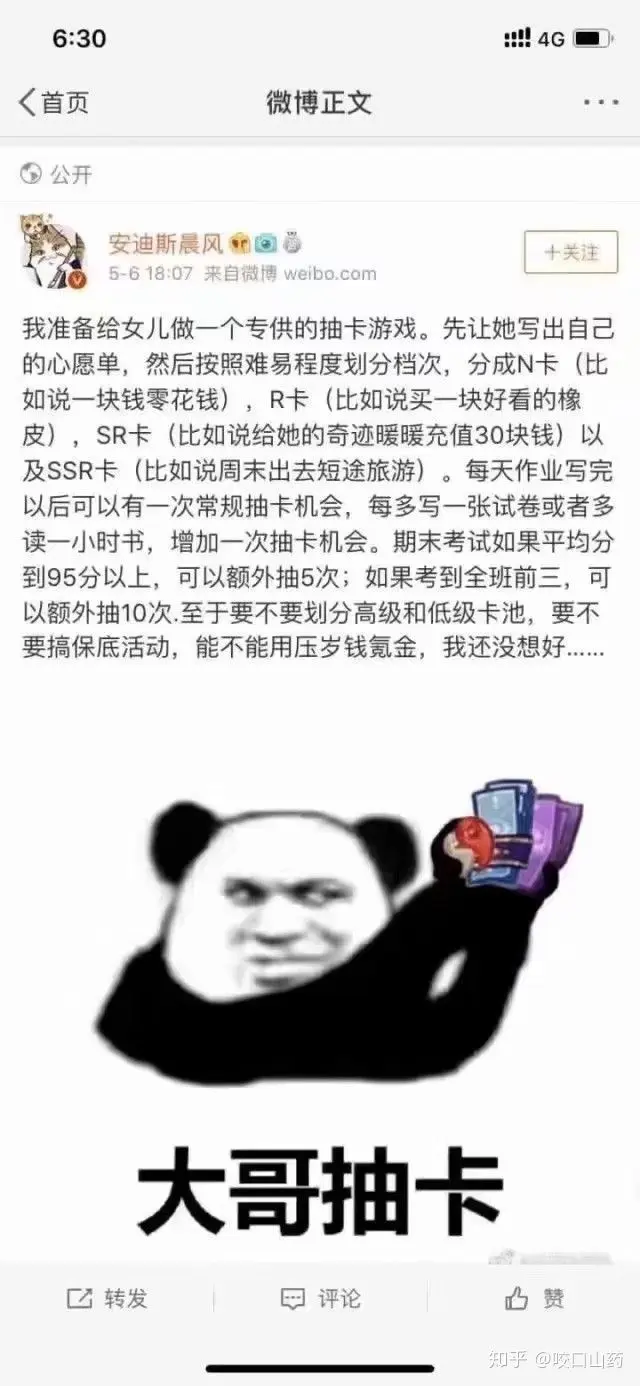 6:30
4G
首页
微博正文
公开
安迪斯晨风
+关注
5-6 18:07 来自微博 weibo.com
我准备给女儿做一个专供的抽卡游戏。先让她写出自己
的心愿单，然后按照难易程度划分档次，分成N卡（比
如说一块钱零花钱），R卡（比如说买一块好看的橡
皮），SR卡（比如说给她的奇迹暖暖充值30块钱）以
及SSR卡（比如说周末出去短途旅游）。每天作业写完
以后可以有一次常规抽卡机会，每多写一张试卷或者多
读一小时书，增加一次抽卡机会。期末考试如果平均分
到95分以上，可以额外抽5次；如果考到全班前三，可
以额外抽10次.至于要不要划分高级和低级卡池，要不
要搞保底活动，能不能用压岁钱氪金，我还没想好......
大哥抽卡
转发
评论
赞
知乎 @咬口山药